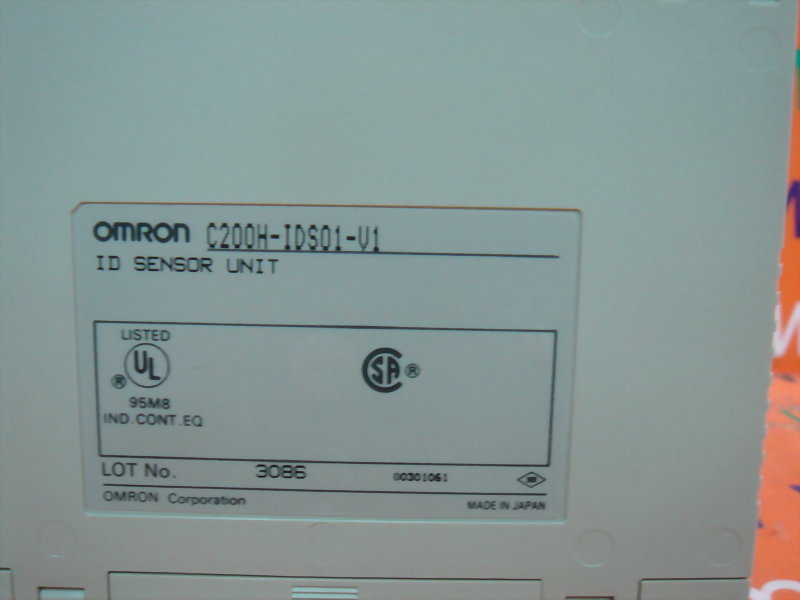 OMRON C200H-IDS01-V1
ID SENSOR UNIT
LISTED
UL
®
95M8
IND.CONT.EQ
SA ®
LOT No. 3086 00301061
OMRON Corporation MADE IN JAPAN